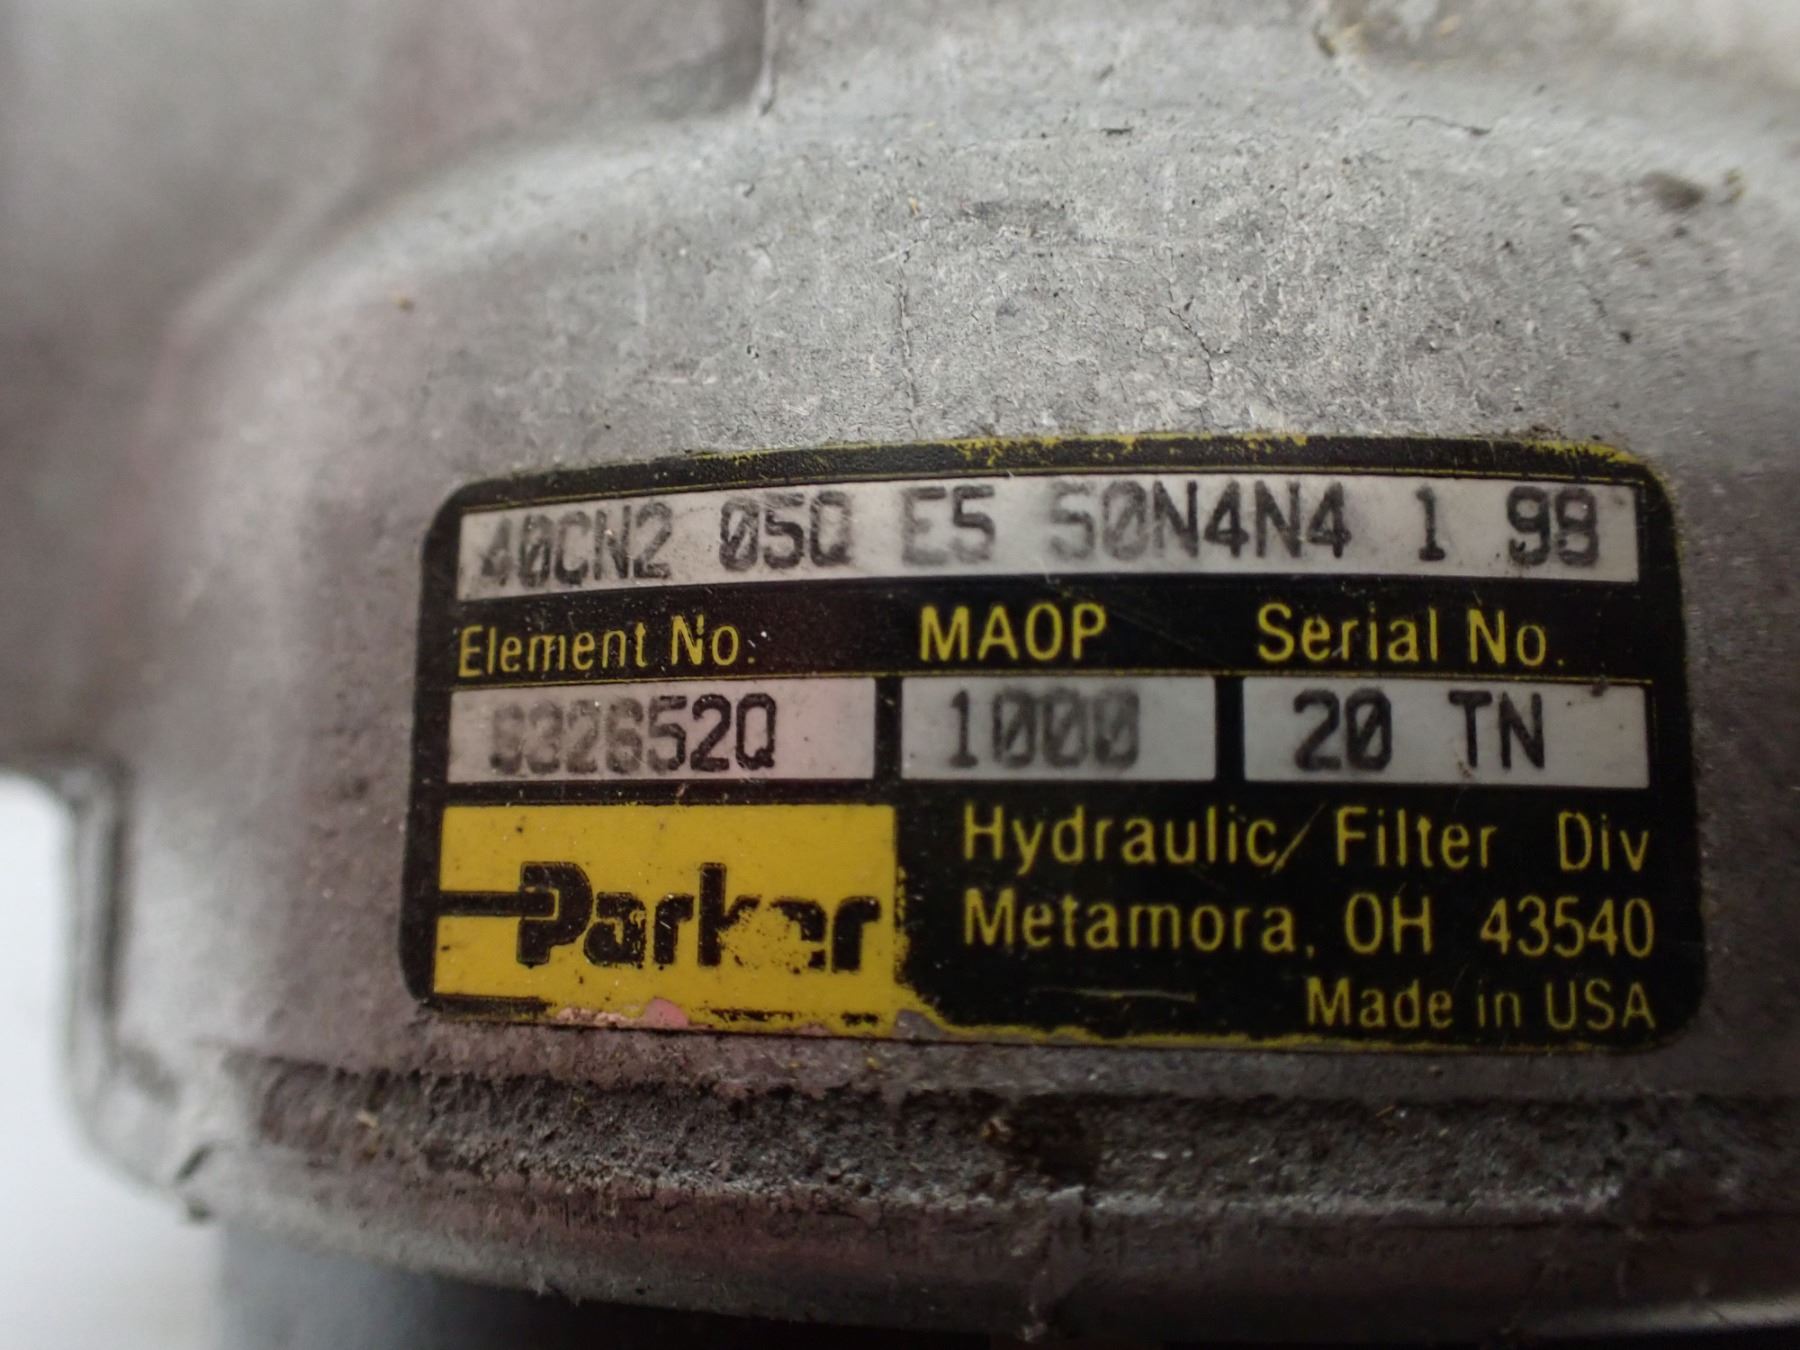 40CN2 05Q E5 50N4N4 1 98
Element No. MAOP Serial No.
932652Q 1000 20 TN
Parker
Hydraulic Filter Div
Metamora, OH 43540
Made in USA